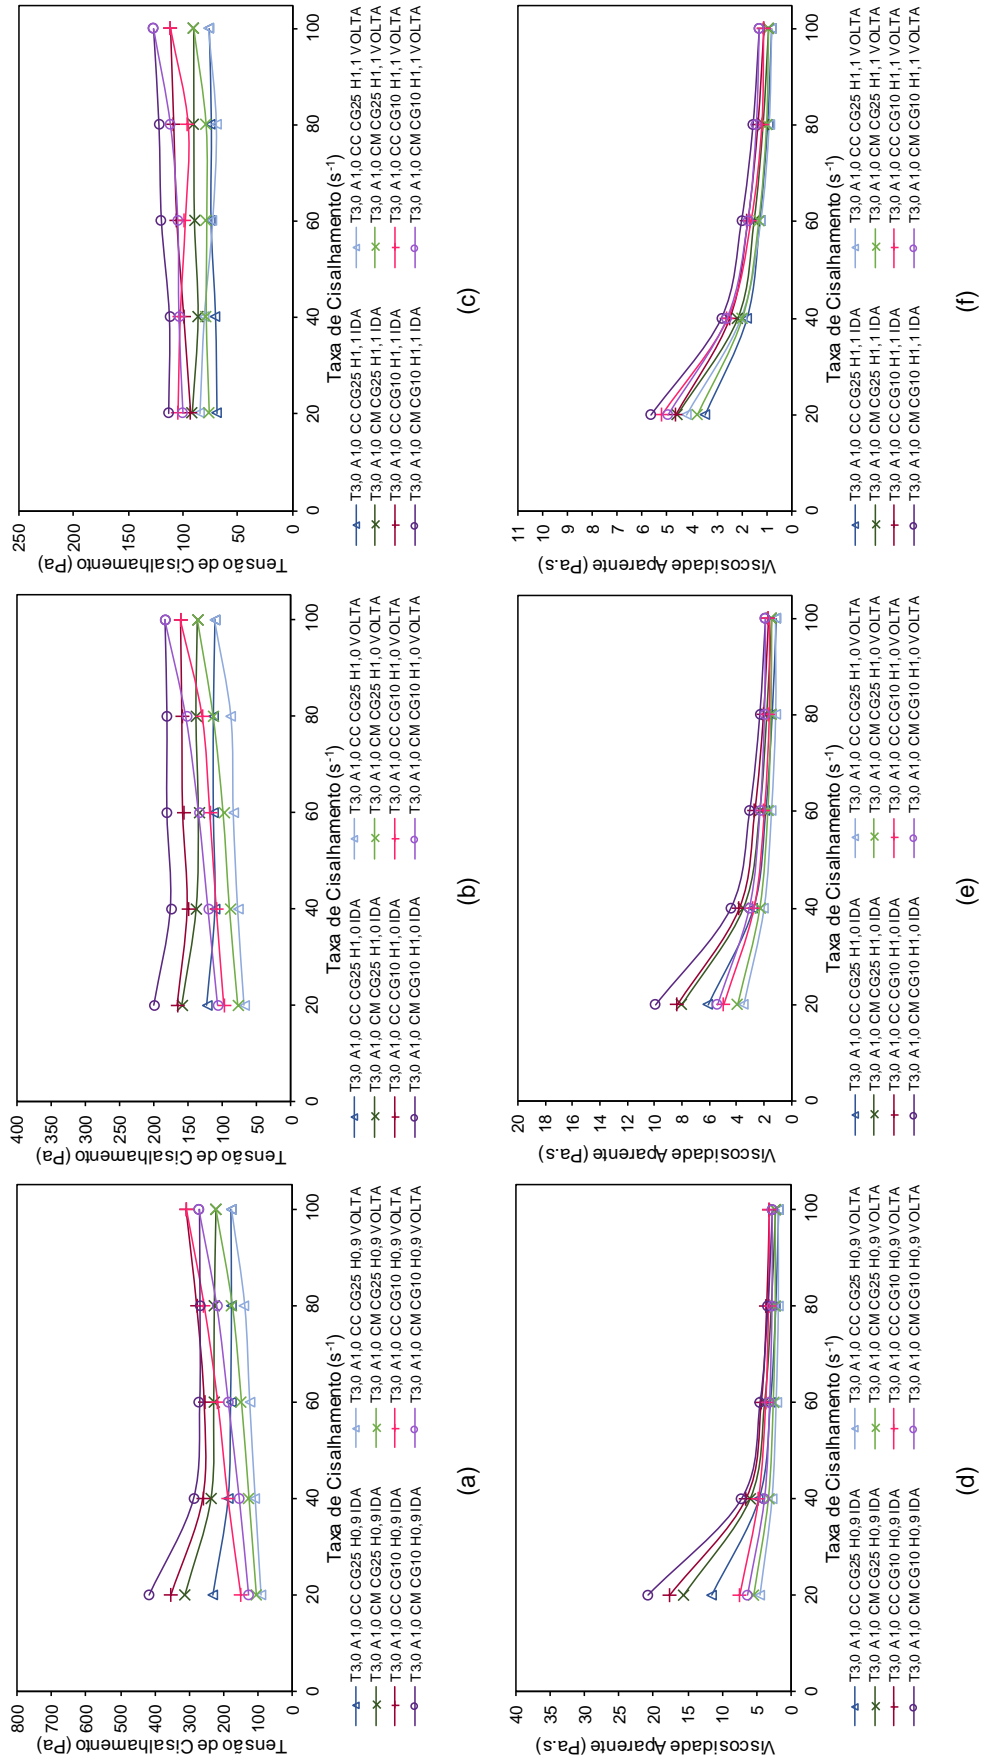 Tensão de Cisalhamento
(Pa)
800
700
600
500
400
300
200
100
0
0 20 40 60 80 100
Taxa de Cisalhamento (s-1)
T3,0 A1,0 CC CG25 H0,9 IDA T3,0 A1,0 CC CG25 H0,9 VOLTA
T3,0 A1,0 CM CG25 H0,9 IDA T3,0 A1,0 CM CG25 H0,9 VOLTA
T3,0 A1,0 CC CG10 H0,9 IDA T3,0 A1,0 CC CG10 H0,9 VOLTA
T3,0 A1,0 CM CG10 H0,9 IDA T3,0 A1,0 CM CG10 H0,9 VOLTA
(a)
Tensão de Cisalhamento
(Pa)
400
350
300
250
200
150
100
50
0
0 20 40 60 80 100
Taxa de Cisalhamento (s-1)
T3,0 A1,0 CC CG25 H1,0 IDA T3,0 A1,0 CC CG25 H1,0 VOLTA
T3,0 A1,0 CM CG25 H1,0 IDA T3,0 A1,0 CM CG25 H1,0 VOLTA
T3,0 A1,0 CC CG10 H1,0 IDA T3,0 A1,0 CC CG10 H1,0 VOLTA
T3,0 A1,0 CM CG10 H1,0 IDA T3,0 A1,0 CM CG10 H1,0 VOLTA
(b)
Tensão de Cisalhamento
(Pa)
250
200
150
100
50
0
0 20 40 60 80 100
Taxa de Cisalhamento (s-1)
T3,0 A1,0 CC CG25 H1,1 IDA T3,0 A1,0 CC CG25 H1,1 VOLTA
T3,0 A1,0 CM CG25 H1,1 IDA T3,0 A1,0 CM CG25 H1,1 VOLTA
T3,0 A1,0 CC CG10 H1,1 IDA T3,0 A1,0 CC CG10 H1,1 VOLTA
T3,0 A1,0 CM CG10 H1,1 IDA T3,0 A1,0 CM CG10 H1,1 VOLTA
(c)
Viscosidade Aparente
(Pa.s)
40
35
30
25
20
15
10
5
0
0 20 40 60 80 100
Taxa de Cisalhamento (s-1)
T3,0 A1,0 CC CG25 H0,9 IDA T3,0 A1,0 CC CG25 H0,9 VOLTA
T3,0 A1,0 CM CG25 H0,9 IDA T3,0 A1,0 CM CG25 H0,9 VOLTA
T3,0 A1,0 CC CG10 H0,9 IDA T3,0 A1,0 CC CG10 H0,9 VOLTA
T3,0 A1,0 CM CG10 H0,9 IDA T3,0 A1,0 CM CG10 H0,9 VOLTA
(d)
Viscosidade Aparente
(Pa.s)
20
18
16
14
12
10
8
6
4
2
0
0 20 40 60 80 100
Taxa de Cisalhamento (s-1)
T3,0 A1,0 CC CG25 H1,0 IDA T3,0 A1,0 CC CG25 H1,0 VOLTA
T3,0 A1,0 CM CG25 H1,0 IDA T3,0 A1,0 CM CG25 H1,0 VOLTA
T3,0 A1,0 CC CG10 H1,0 IDA T3,0 A1,0 CC CG10 H1,0 VOLTA
T3,0 A1,0 CM CG10 H1,0 IDA T3,0 A1,0 CM CG10 H1,0 VOLTA
(e)
Viscosidade Aparente
(Pa.s)
11
10
9
8
7
6
5
4
3
2
1
0
0 20 40 60 80 100
Taxa de Cisalhamento (s-1)
T3,0 A1,0 CC CG25 H1,1 IDA T3,0 A1,0 CC CG25 H1,1 VOLTA
T3,0 A1,0 CM CG25 H1,1 IDA T3,0 A1,0 CM CG25 H1,1 VOLTA
T3,0 A1,0 CC CG10 H1,1 IDA T3,0 A1,0 CC CG10 H1,1 VOLTA
T3,0 A1,0 CM CG10 H1,1 IDA T3,0 A1,0 CM CG10 H1,1 VOLTA
(f)